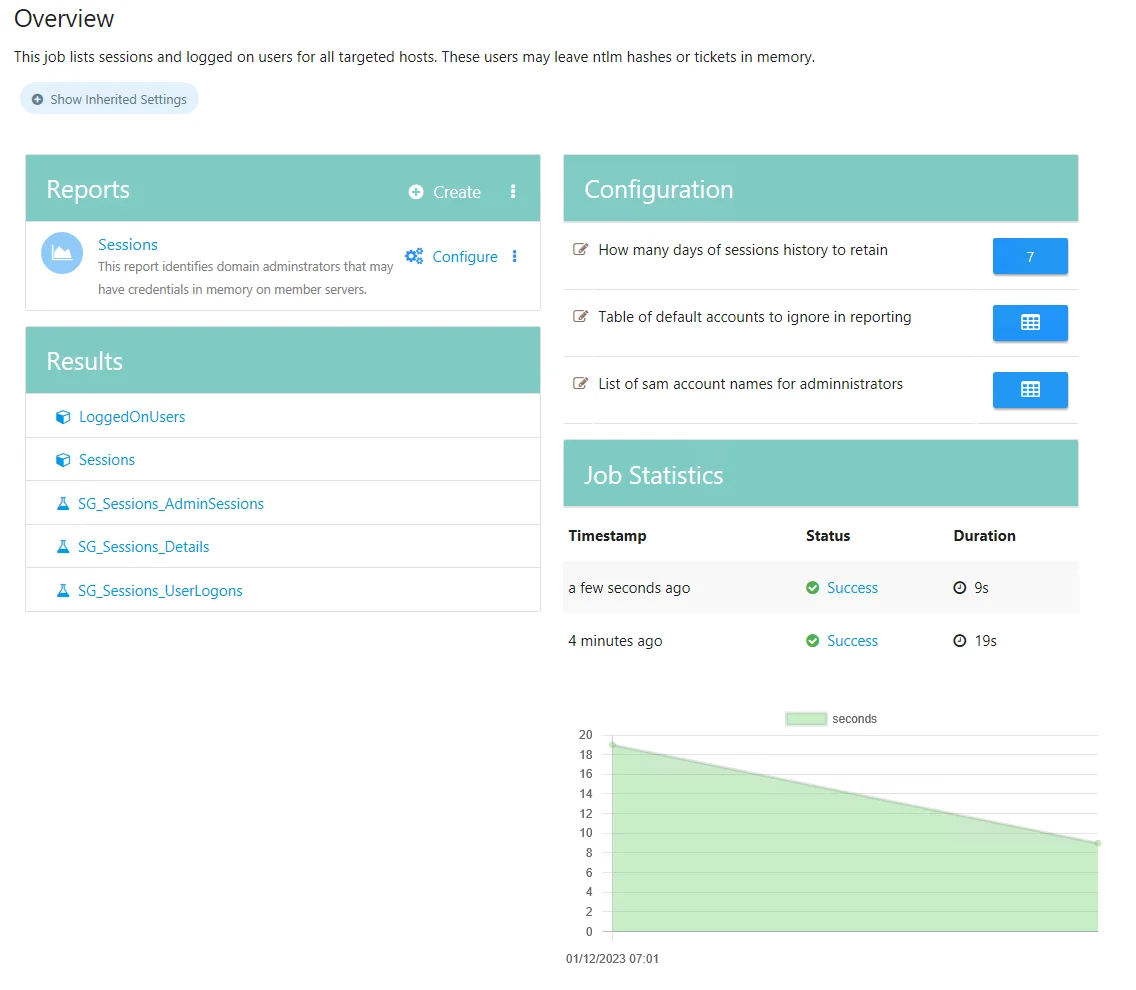 Overview
This job lists sessions and logged on users for all targeted hosts. These users may leave ntlm hashes or tickets in memory.
Show Inherited Settings
Reports
Create
Sessions
This report identifies domain adminstrators that may
have credentials in memory on member servers.
Configure
Results
LoggedOnUsers
Sessions
SG_Sessions_AdminSessions
SG_Sessions_Details
SG_Sessions_UserLogons
Configuration
How many days of sessions history to retain
7
Table of default accounts to ignore in reporting
List of sam account names for adminnistrators
Job Statistics
Timestamp Status Duration
a few seconds ago Success 9s
4 minutes ago Success 19s
seconds
20
18
16
14
12
10
8
6
4
2
0
01/12/2023 07:01